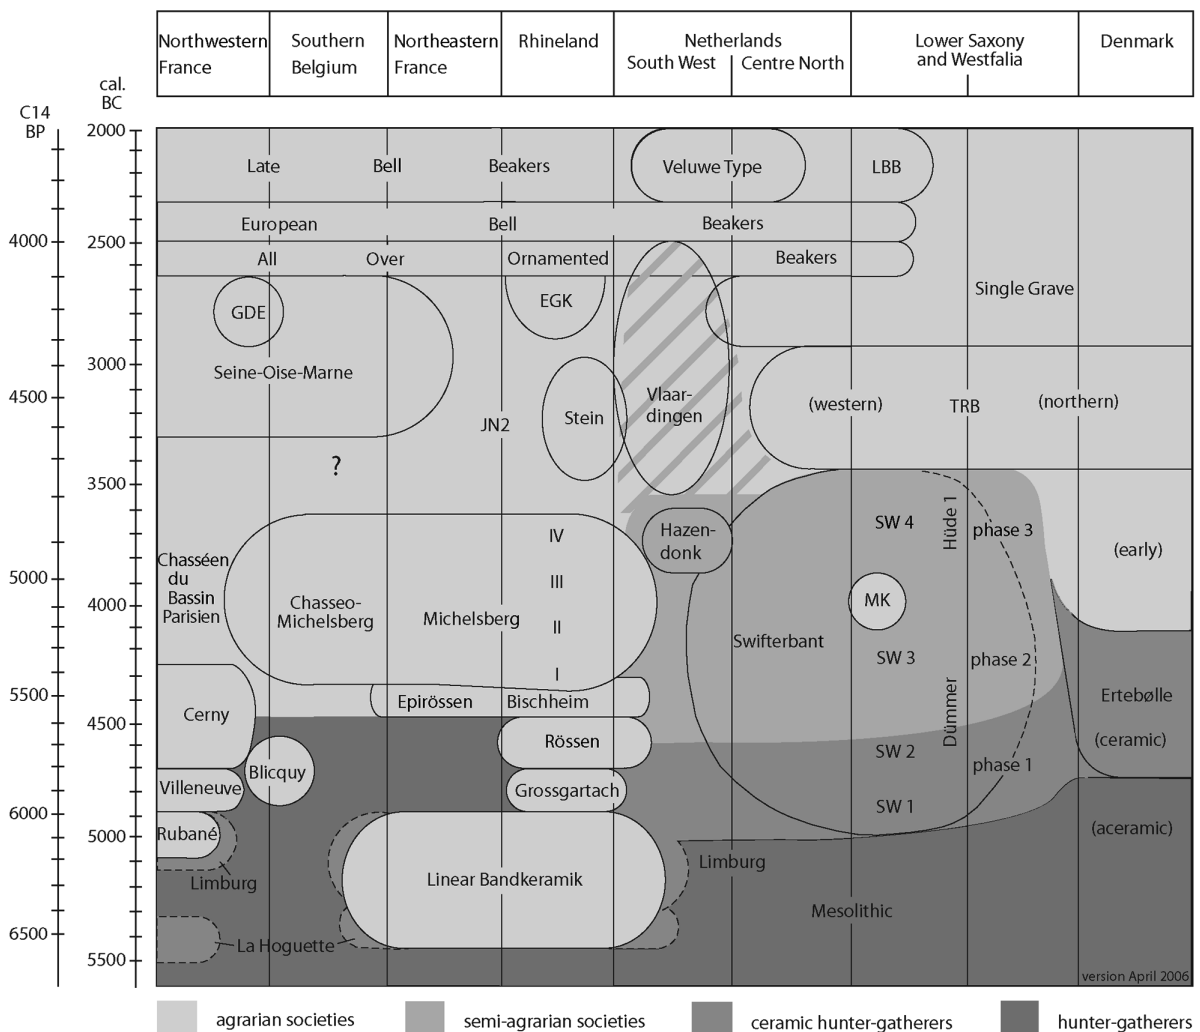 Northwestern France
Southern Belgium
Northeastern France
Rhineland
Netherlands
South West
Centre North
Lower Saxony and Westfalia
Denmark
cal. BC
C14 BP
2000
Late Bell Beakers
Veluwe Type
LBB
European Bell Beakers
4000
2500
All Over Ornamented Beakers
GDE
EGK
Single Grave
3000
Seine-Oise-Marne
4500
Stein
Vlaar-
dingen
(western) TRB (northern)
JN2
?
3500
Hazen-
donk
IV
SW 4
Hüde 1
phase 3
(early)
Chasséen
du
Bassin
Parisien
5000
III
4000
Chasseo-
Michelsberg
Michelsberg
II
MK
Swifterbant
SW 3
phase 2
I
5500
Epirössen
Bischheim
Ertebølle
Cerny
4500
Rössen
Dümmer
SW 2
(ceramic)
Blicquy
phase 1
Villeneuve
Grossgartach
SW 1
6000
Rubané
5000
(aceramic)
Limburg
Limburg
Linear Bandkeramik
Mesolithic
6500
La Hoguette
5500
version April 2006
agrarian societies
semi-agrarian societies
ceramic hunter-gatherers
hunter-gatherers